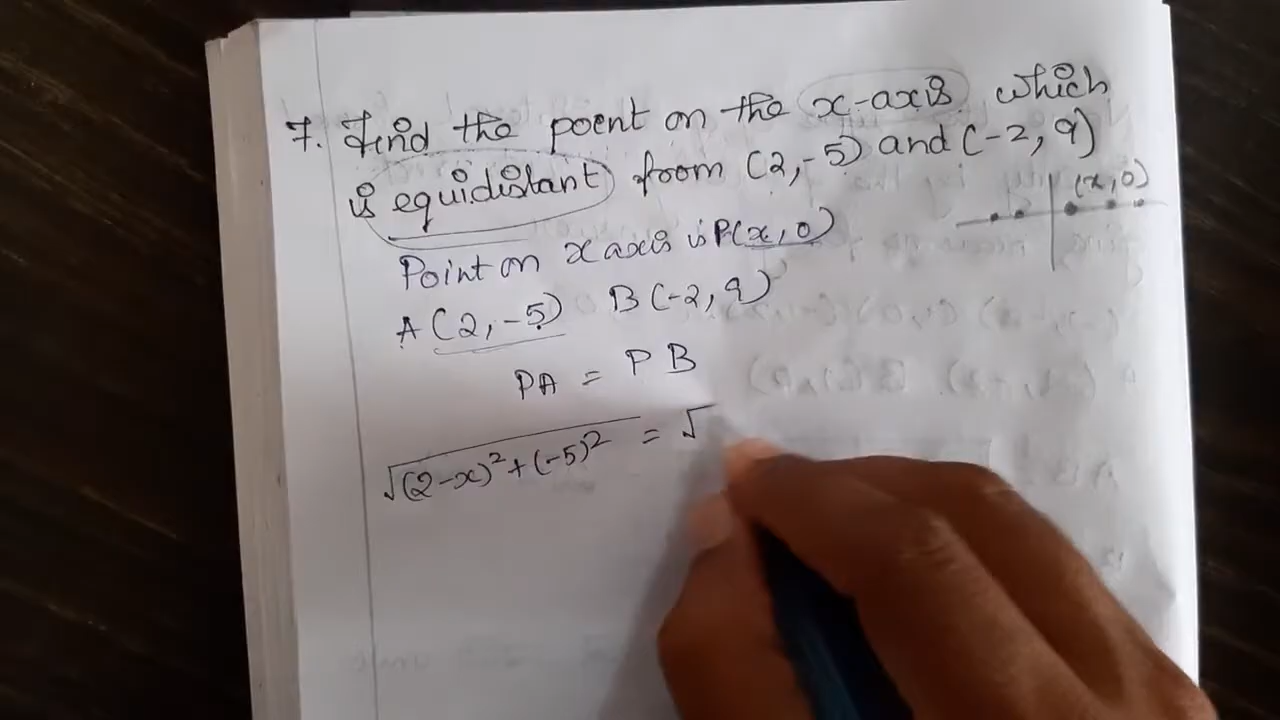 7. Find the point on the x-axis which
is equidistant from (2,-5) and (-2, 9)
(x,0)
Point on x axis is P(x,0)
A (2,-5) B (-2, 9)
PA = PB
√(2-x)²+(-5)² = √